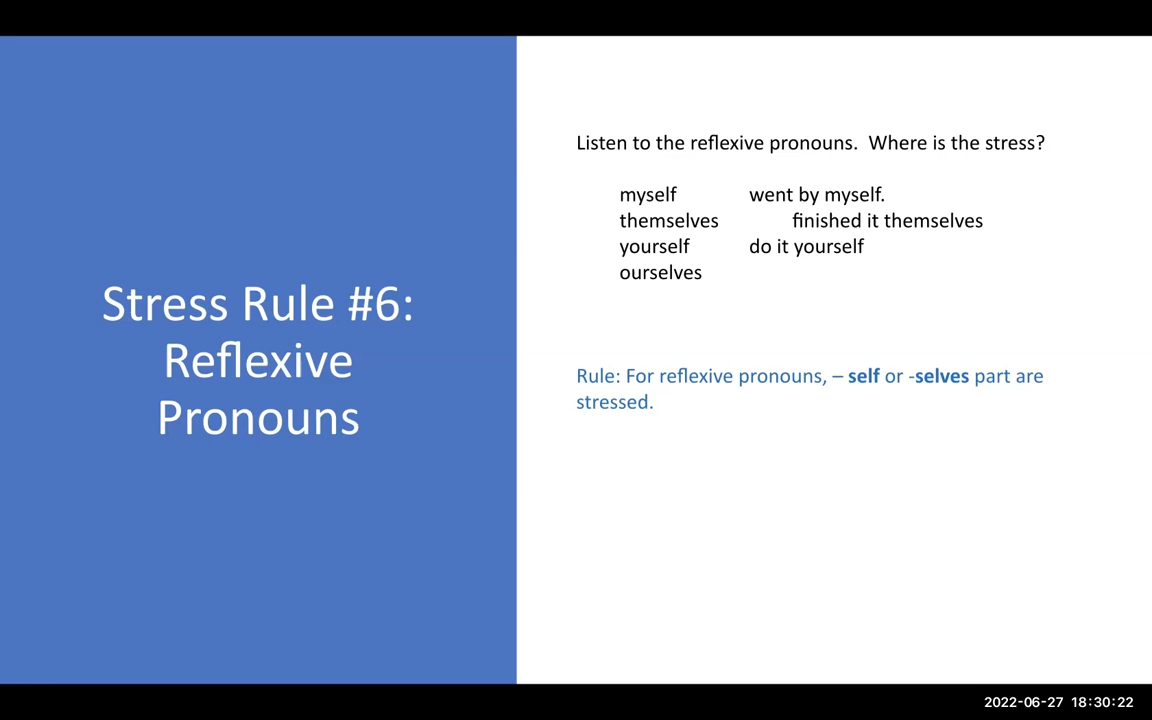 Stress Rule #6:
Reflexive
Pronouns
Listen to the reflexive pronouns. Where is the stress?
myself went by myself.
themselves finished it themselves
yourself do it yourself
ourselves
Rule: For reflexive pronouns, – self or -selves part are
stressed.
2022-06-27 18:30:22